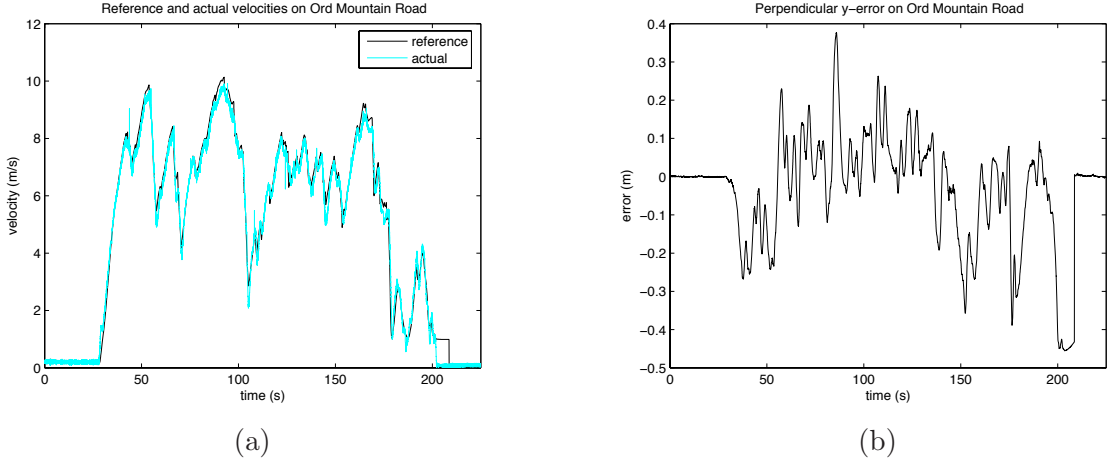 Reference and actual velocities on Ord Mountain Road
12
10
8
6
4
2
0
velocity (m/s)
reference
actual
0 50 100 150 200
time (s)
(a)
Perpendicular y−error on Ord Mountain Road
0.4
0.3
0.2
0.1
0
−0.1
−0.2
−0.3
−0.4
−0.5
error (m)
0 50 100 150 200
time (s)
(b)